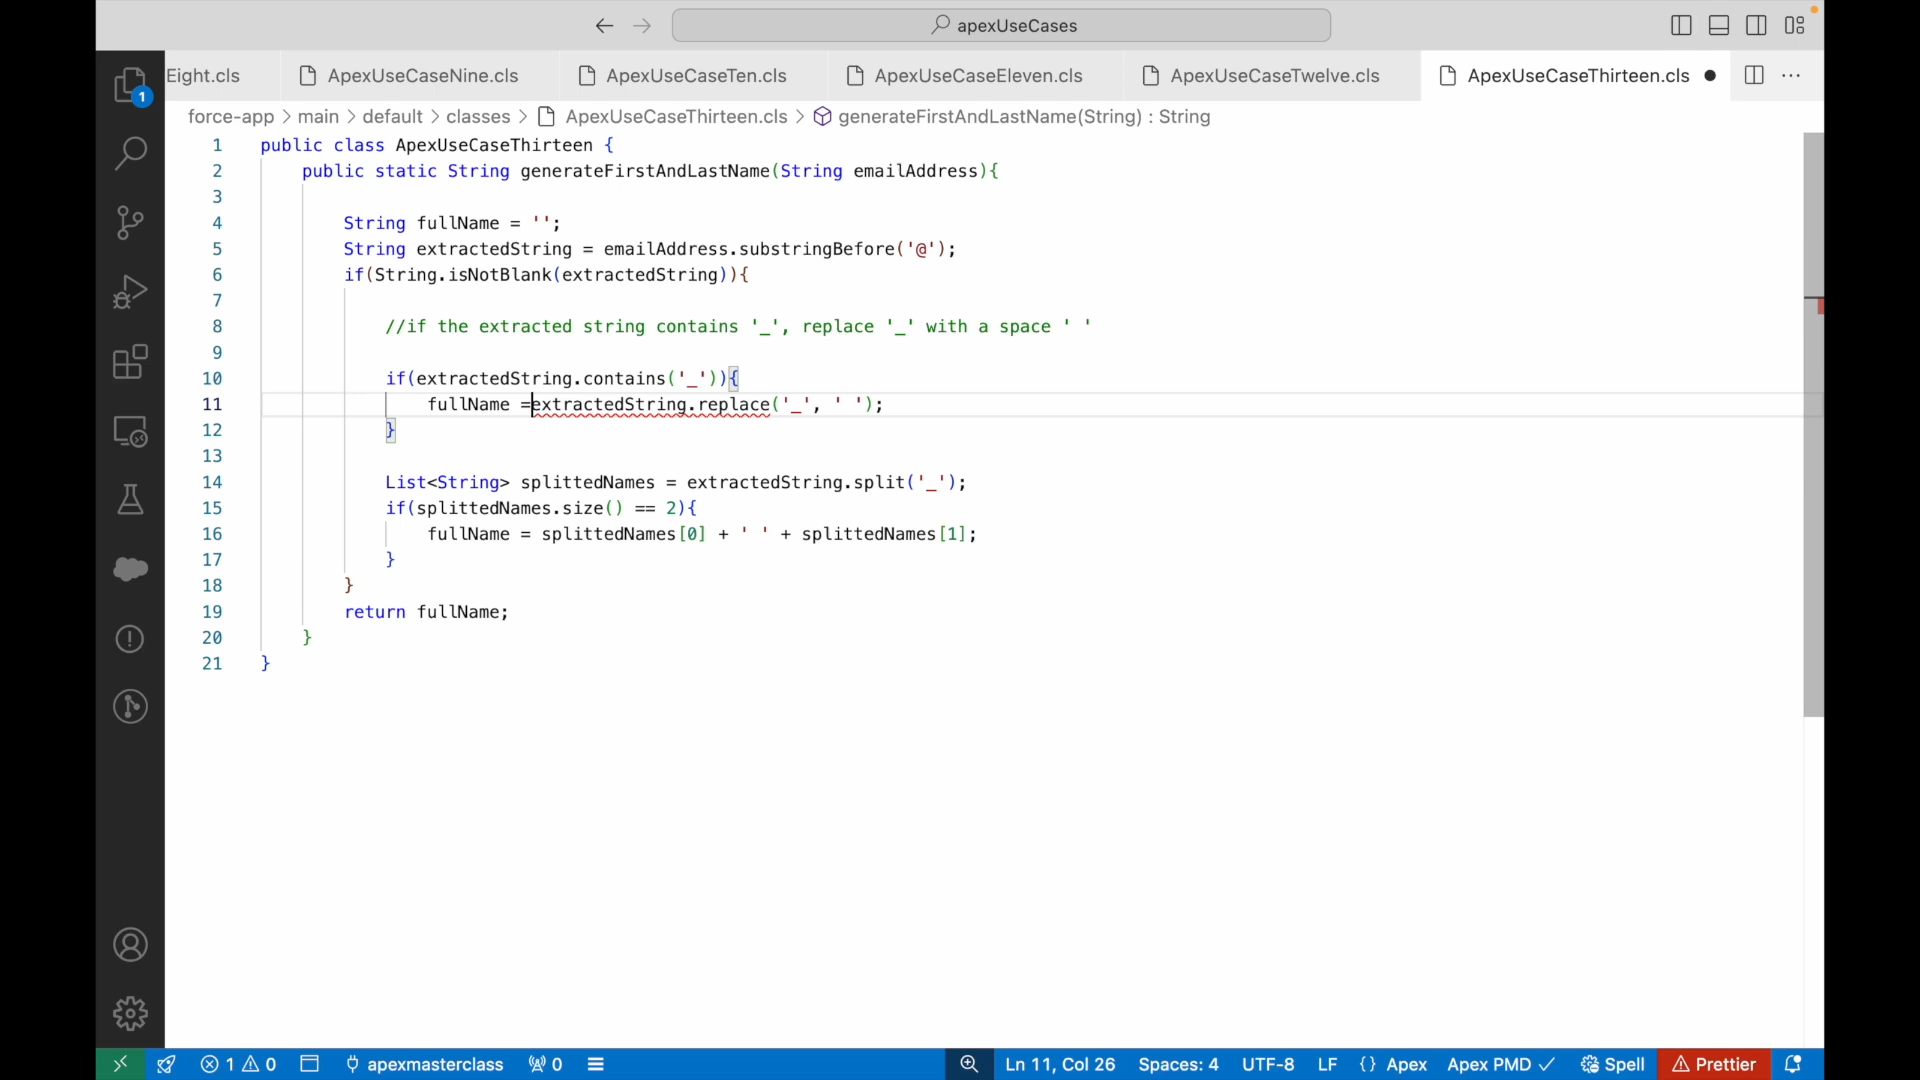 apexUseCases
Eight.cls
ApexUseCaseNine.cls
ApexUseCaseTen.cls
ApexUseCaseEleven.cls
ApexUseCaseTwelve.cls
ApexUseCaseThirteen.cls
1
force-app > main > default > classes > ApexUseCaseThirteen.cls > generateFirstAndLastName(String) : String
1 public class ApexUseCaseThirteen {
2 public static String generateFirstAndLastName(String emailAddress){
3
4 String fullName = '';
5 String extractedString = emailAddress.substringBefore('@');
6 if(String.isNotBlank(extractedString)){
7
8 //if the extracted string contains '_', replace '_' with a space ' '
9
10 if(extractedString.contains('_')){
11 fullName =extractedString.replace('_', ' ');
12 }
13
14 List<String> splittedNames = extractedString.split('_');
15 if(splittedNames.size() == 2){
16 fullName = splittedNames[0] + ' ' + splittedNames[1];
17 }
18 }
19 return fullName;
20 }
21 }
1 0 apexmasterclass 0 Ln 11, Col 26 Spaces: 4 UTF-8 LF {} Apex Apex PMD ✓ Spell Prettier